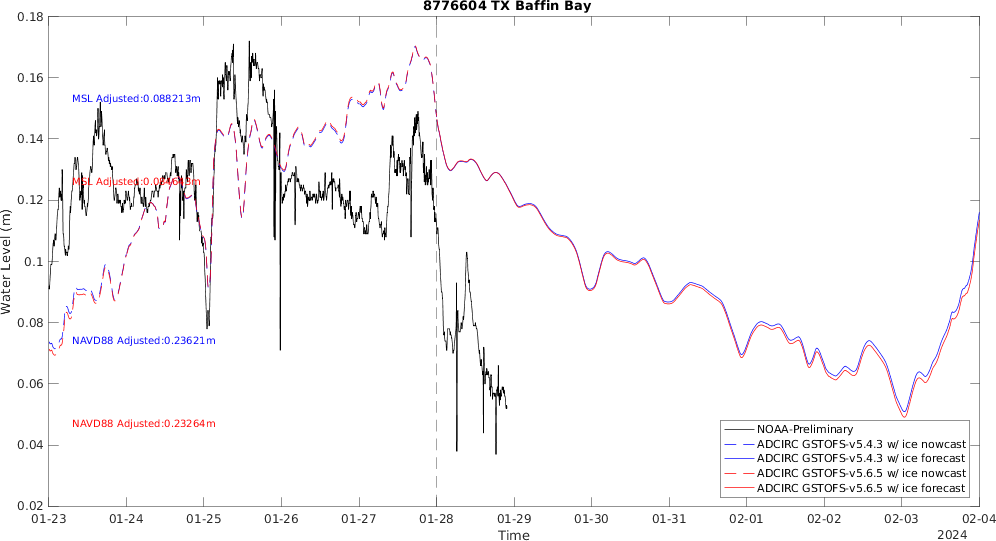 8776604 TX Baffin Bay
Water Level (m)
0.18
0.16
0.14
0.12
0.1
0.08
0.06
0.04
0.02
MSL Adjusted:0.088213m
MSL Adjusted:
NAVD88 Adjusted:0.23621m
NAVD88 Adjusted:0.23264m
NOAA-Preliminary
ADCIRC GSTOFS-v5.4.3 w/ ice nowcast
ADCIRC GSTOFS-v5.4.3 w/ ice forecast
ADCIRC GSTOFS-v5.6.5 w/ ice nowcast
ADCIRC GSTOFS-v5.6.5 w/ ice forecast
01-23 01-24 01-25 01-26 01-27 01-28 01-29 01-30 01-31 02-01 02-02 02-03 02-04
Time
2024